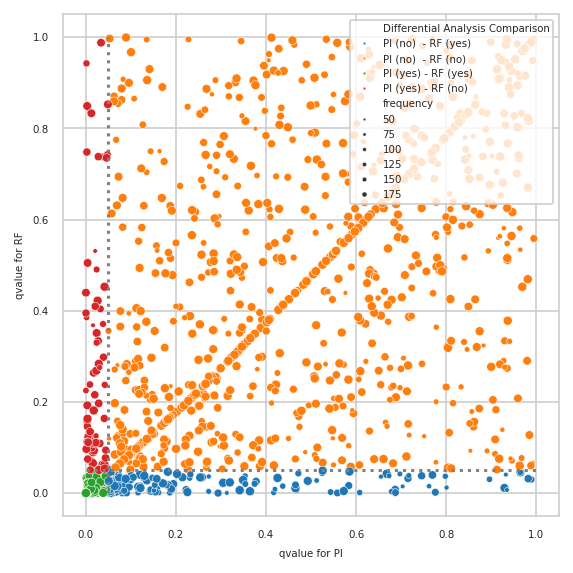 Differential Analysis Comparison
PI (no) - RF (yes)
PI (no) - RF (no)
PI (yes) - RF (yes)
PI (yes) - RF (no)
frequency
50
75
100
125
150
175
1.0
0.8
0.6
0.4
0.2
0.0
qvalue for RF
0.0 0.2 0.4 0.6 0.8 1.0
qvalue for PI